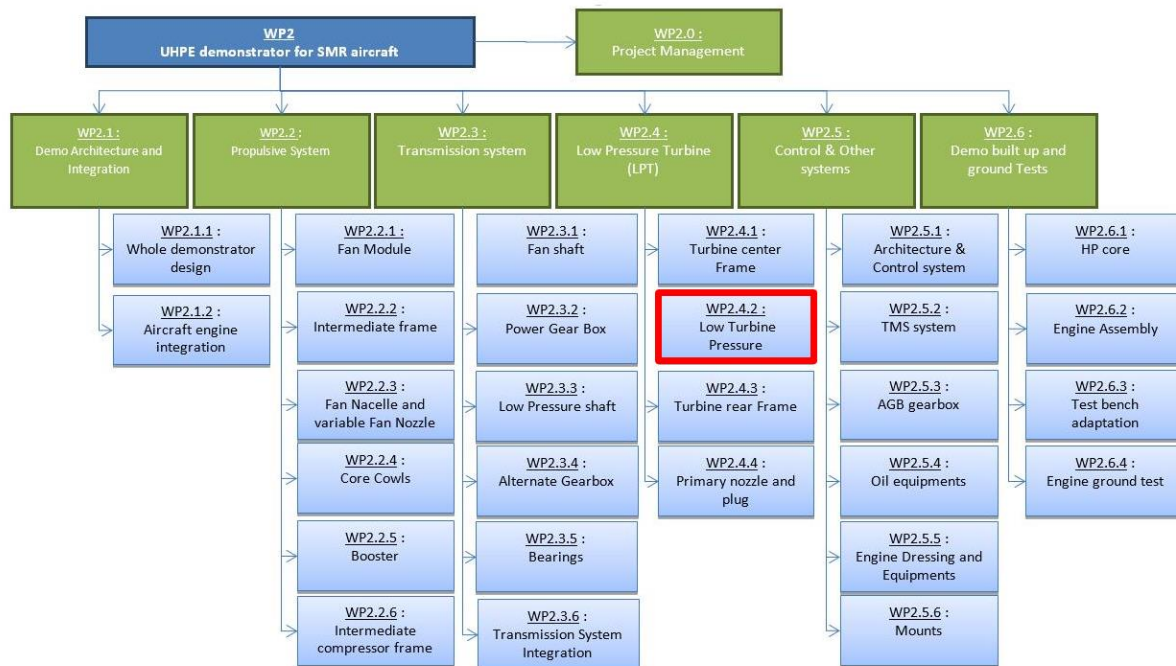 WP2
UHPE demonstrator for SMR aircraft
WP2.0 :
Project Management
WP2.1 :
Demo Architecture and
Integration
WP2.2 :
Propulsive System
WP2.3 :
Transmission system
WP2.4 :
Low Pressure Turbine
(LPT)
WP2.5 :
Control & Other
systems
WP2.6 :
Demo built up and
ground Tests
WP2.1.1 :
Whole demonstrator
design
WP2.1.2 :
Aircraft engine
integration
WP2.2.1 :
Fan Module
WP2.2.2 :
Intermediate frame
WP2.2.3 :
Fan Nacelle and
variable Fan Nozzle
WP2.2.4 :
Core Cowls
WP2.2.5 :
Booster
WP2.2.6 :
Intermediate
compressor frame
WP2.3.1 :
Fan shaft
WP2.3.2 :
Power Gear Box
WP2.3.3 :
Low Pressure shaft
WP2.3.4 :
Alternate Gearbox
WP2.3.5 :
Bearings
WP2.3.6 :
Transmission System
Integration
WP2.4.1 :
Turbine center
Frame
WP2.4.2 :
Low Turbine
Pressure
WP2.4.3 :
Turbine rear Frame
WP2.4.4 :
Primary nozzle and
plug
WP2.5.1 :
Architecture &
Control system
WP2.5.2 :
TMS system
WP2.5.3 :
AGB gearbox
WP2.5.4 :
Oil equipments
WP2.5.5 :
Engine Dressing and
Equipments
WP2.5.6 :
Mounts
WP2.6.1 :
HP core
WP2.6.2 :
Engine Assembly
WP2.6.3 :
Test bench
adaptation
WP2.6.4 :
Engine ground test